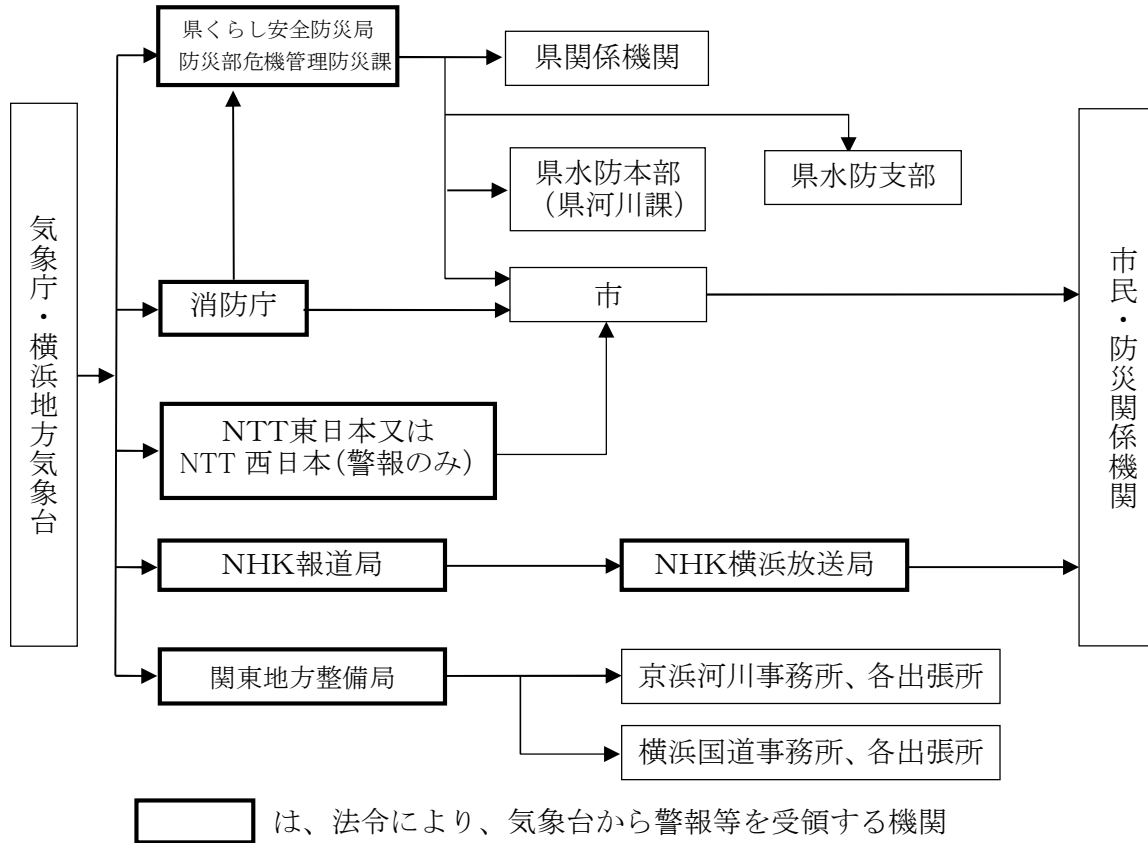 気象庁・横浜地方気象台
県くらし安全防災局
防災部危機管理防災課
県関係機関
県水防本部
（県河川課）
県水防支部
消防庁
市
NTT東日本又は
NTT 西日本（警報のみ）
NHK報道局
NHK横浜放送局
関東地方整備局
京浜河川事務所、各出張所
横浜国道事務所、各出張所
市民・防災関係機関
は、法令により、気象台から警報等を受領する機関